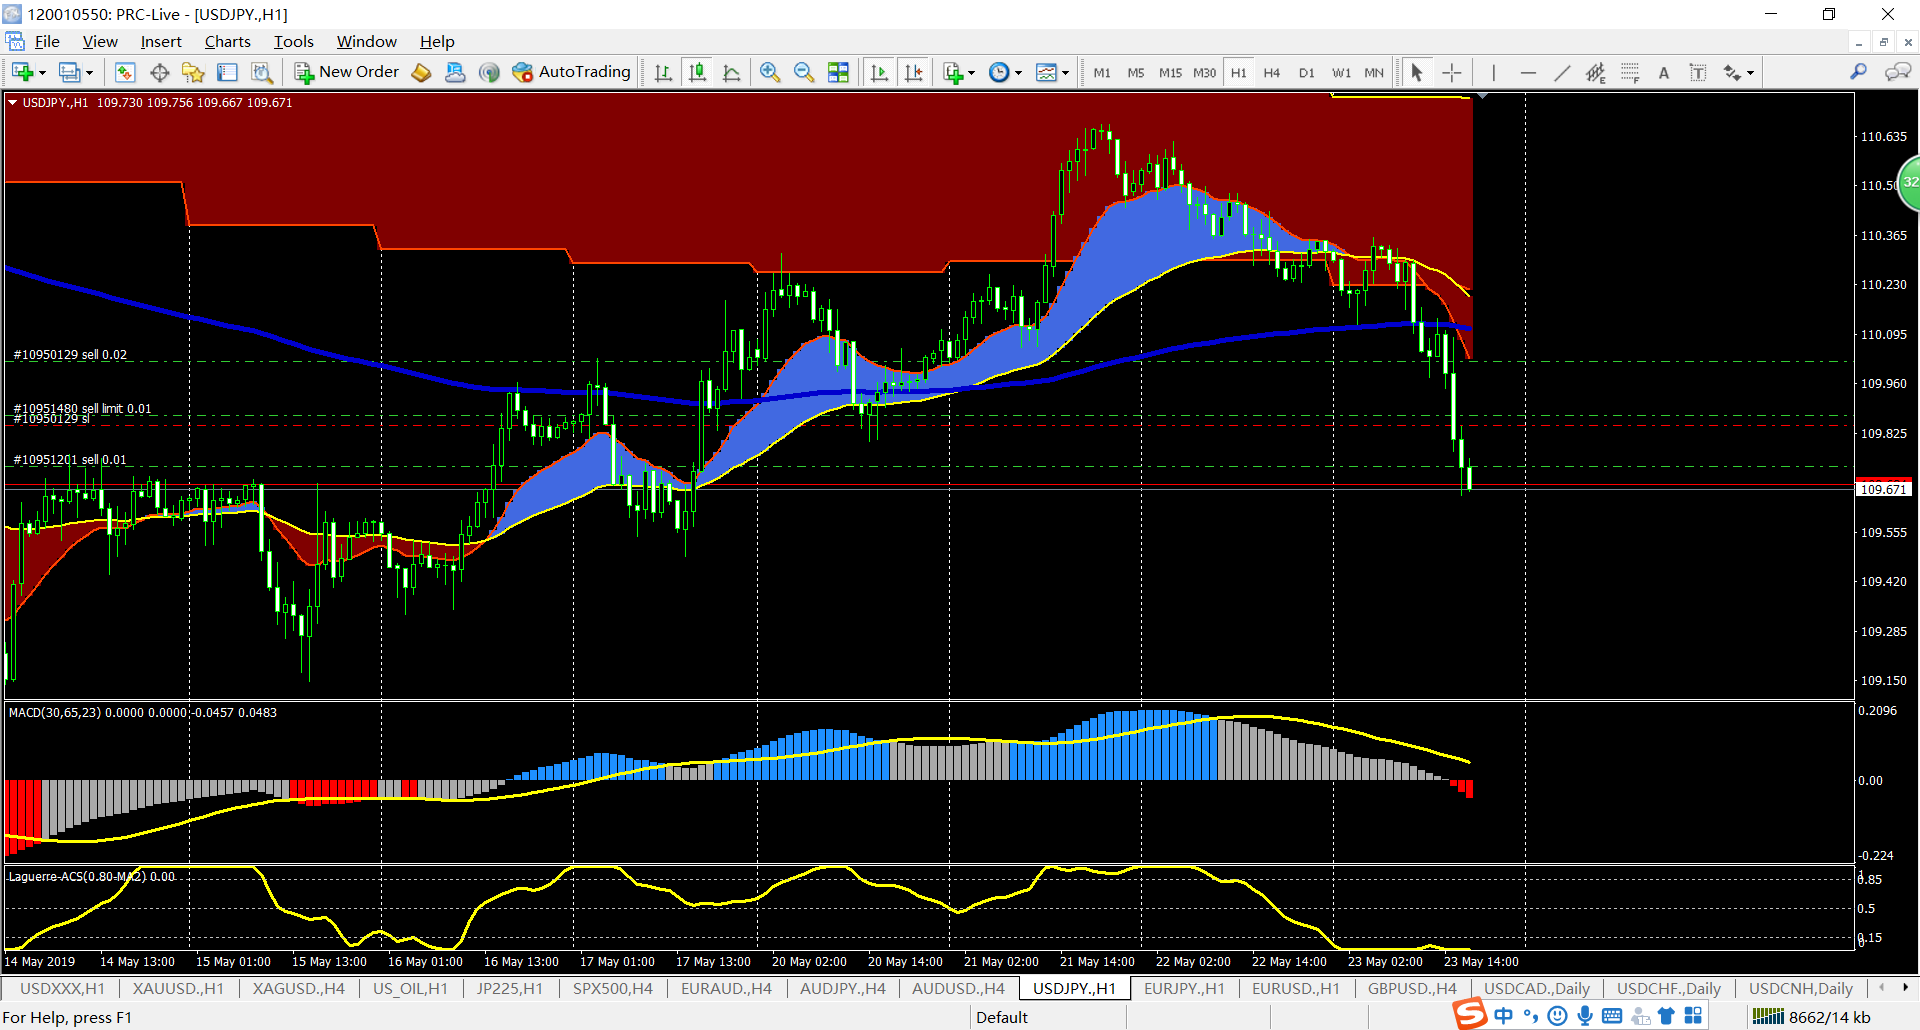 120010550: PRC-Live - [USDJPY.,H1]
File View Insert Charts Tools Window Help
New Order AutoTrading M1 M5 M15 M30 H1 H4 D1 W1 MN
USDJPY.,H1 109.730 109.756 109.667 109.671
110.635
110.50
32
110.365
110.230
110.095
#10950129 sell 0.02
109.960
#10951480 sell limit 0.01
#10950129 sl
109.825
#10951201 sell 0.01
109.671
109.555
109.420
109.285
109.150
MACD(30,65,23) 0.0000 0.0000 -0.0457 0.0483
0.2096
0.00
-0.224
Laguerre-ACS(0.80-MA2) 0.00
1
0.85
0.5
0.15
0
14 May 2019 14 May 13:00 15 May 01:00 15 May 13:00 16 May 01:00 16 May 13:00 17 May 01:00 17 May 13:00 20 May 02:00 20 May 14:00 21 May 02:00 21 May 14:00 22 May 02:00 22 May 14:00 23 May 02:00 23 May 14:00
USDXXX,H1 XAUUSD.,H1 XAGUSD.,H4 US_OIL,H1 JP225,H1 SPX500,H4 EURAUD.,H4 AUDJPY.,H4 AUDUSD.,H4 USDJPY.,H1 EURJPY.,H1 EURUSD.,H1 GBPUSD.,H4 USDCAD.,Daily USDCHF.,Daily USDCNH,Daily
For Help, press F1 Default S 中 8662/14 kb